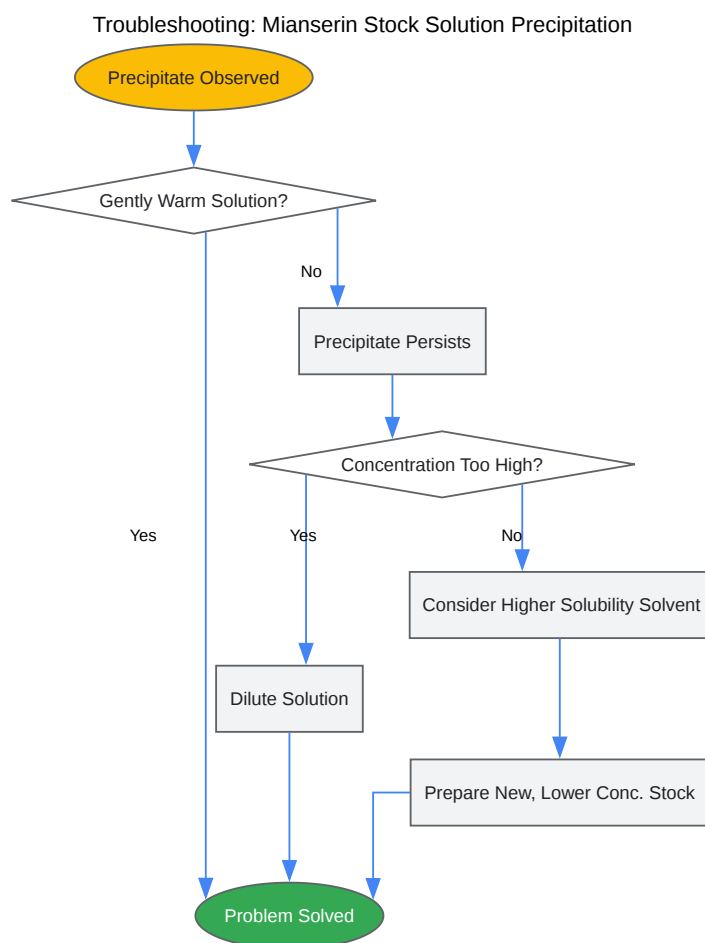 Troubleshooting: Mianserin Stock Solution Precipitation
Precipitate Observed
Gently Warm Solution?
No
Precipitate Persists
Concentration Too High?
Yes
Yes
No
Consider Higher Solubility Solvent
Dilute Solution
Prepare New, Lower Conc. Stock
Problem Solved